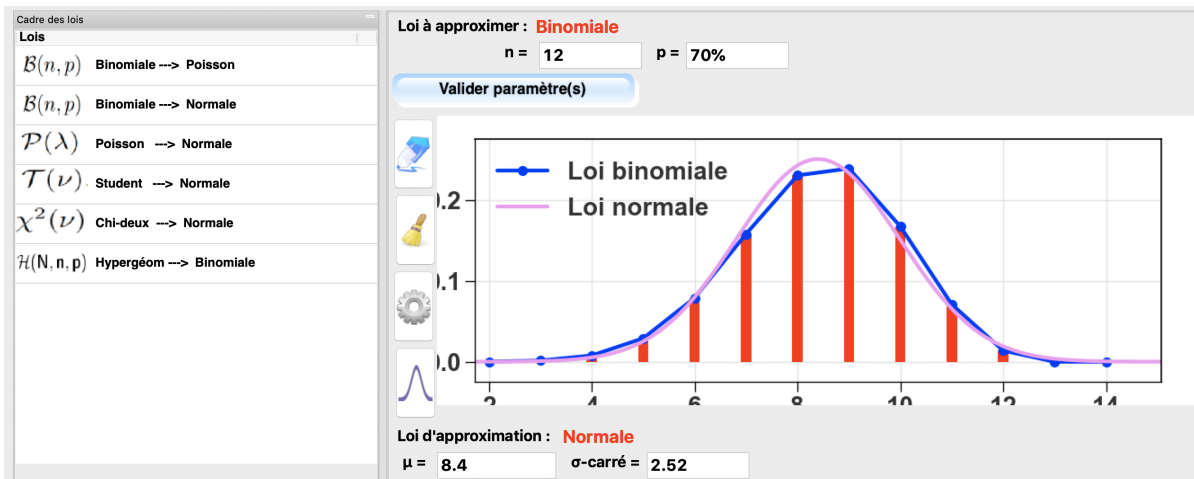 Cadre des lois
Lois
B(n, p) Binomiale ---> Poisson
B(n, p) Binomiale ---> Normale
P(λ) Poisson ---> Normale
T(ν) Student ---> Normale
χ²(ν) Chi-deux ---> Normale
H(N, n, p) Hypergéom ---> Binomiale
Loi à approximer : Binomiale
n = 12 p = 70%
Valider paramètre(s)
Loi binomiale
Loi normale
0.2
0.1
0.0
2 4 6 8 10 12 14
Loi d'approximation : Normale
μ = 8.4 σ-carré = 2.52